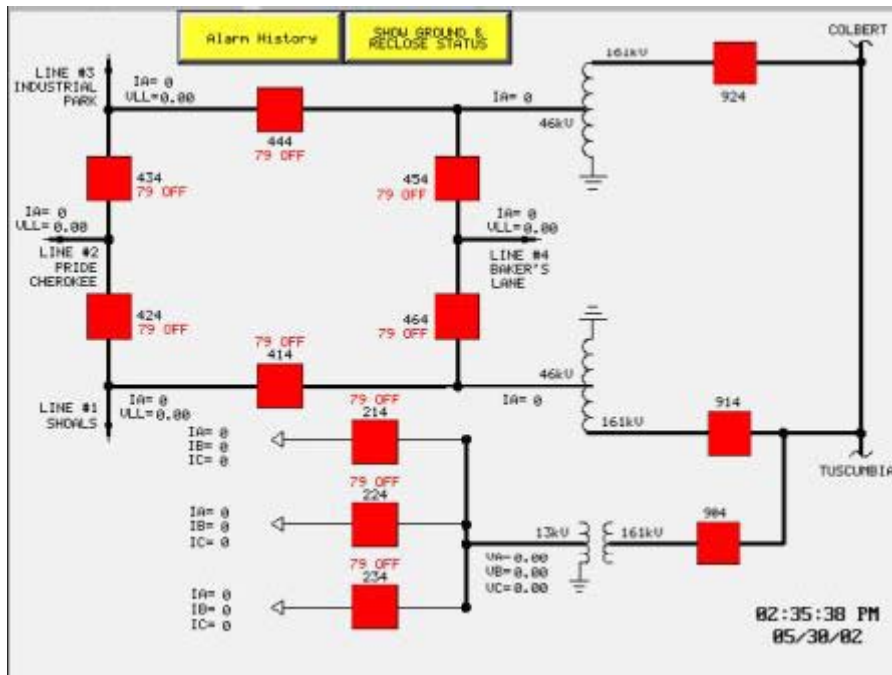 Alarm History
SHOW GROUND &
RECLOSE STATUS
COLBERT
161kV
924
LINE #3
INDUSTRIAL
PARK
IA= 0
VLL=0.00
IA= 0
46kV
444
79 OFF
434
79 OFF
454
79 OFF
IA= 0
VLL=0.00
LINE #2
PRIDE
CHEROKEE
IA= 0
VLL=0.00
LINE #4
BAKER'S
LANE
424
79 OFF
464
79 OFF
79 OFF
414
IA= 0
VLL=0.00
LINE #1
SHOALS
46kV
IA= 0
161kV
914
TUSCUMBIA
79 OFF
214
IA= 0
IB= 0
IC= 0
79 OFF
224
IA= 0
IB= 0
IC= 0
13kV
161kV
904
VA=0.00
VB=0.00
VC=0.00
79 OFF
234
IA= 0
IB= 0
IC= 0
02:35:38 PM
05/30/02